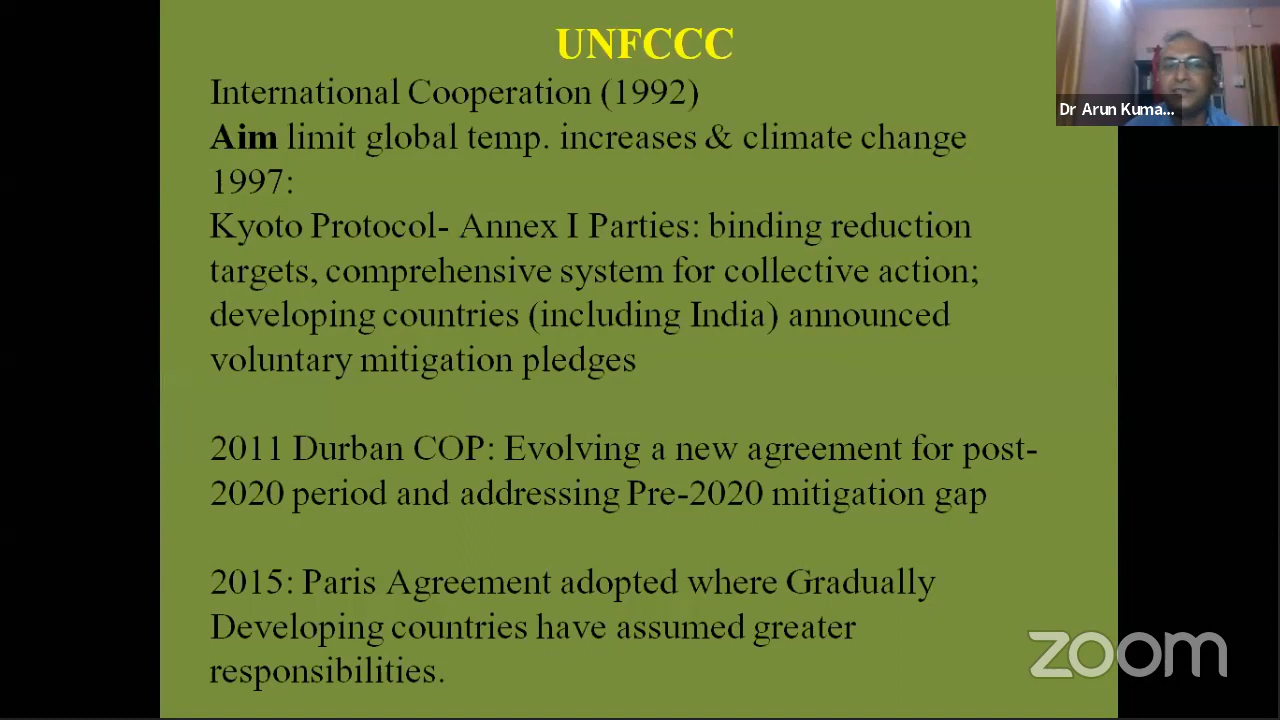 UNFCCC
International Cooperation (1992)
Aim limit global temp. increases & climate change
1997:
Kyoto Protocol- Annex I Parties: binding reduction
targets, comprehensive system for collective action;
developing countries (including India) announced
voluntary mitigation pledges
2011 Durban COP: Evolving a new agreement for post-
2020 period and addressing Pre-2020 mitigation gap
2015: Paris Agreement adopted where Gradually
Developing countries have assumed greater
responsibilities.
Dr Arun Kuma...
zoom